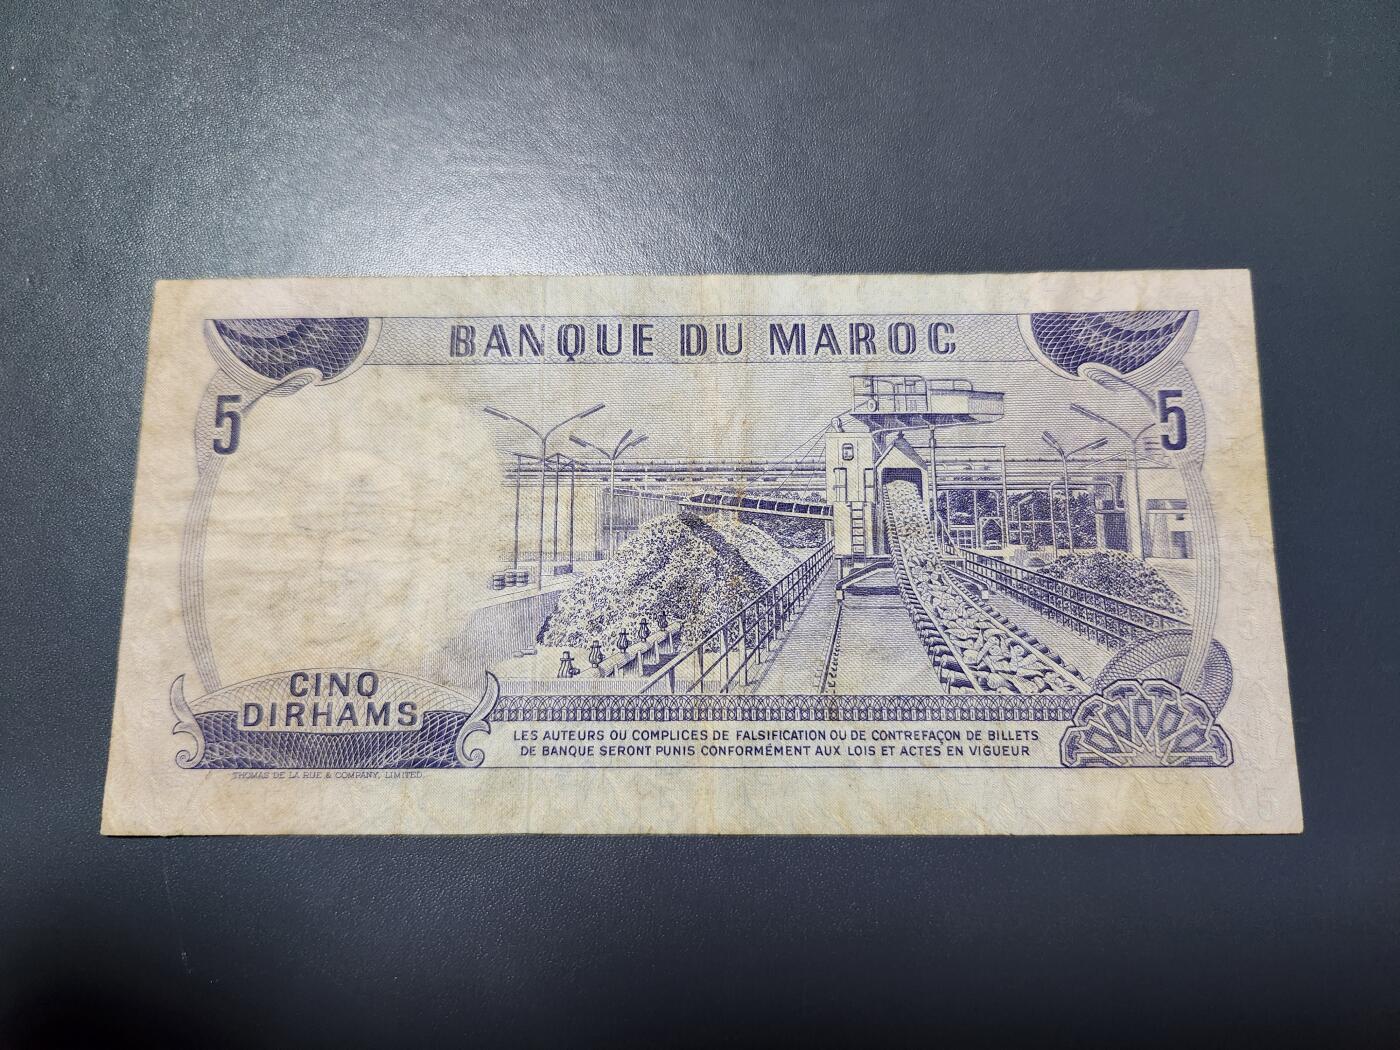 BANQUE DU MAROC
5
5
CINQ
DIRHAMS
LES AUTEURS OU COMPLICES DE FALSIFICATION OU DE CONTREFAÇON DE BILLETS
DE BANQUE SERONT PUNIS CONFORMÉMENT AUX LOIS ET ACTES EN VIGUEUR
THOMAS DE LA RUE & COMPANY, LIMITED.